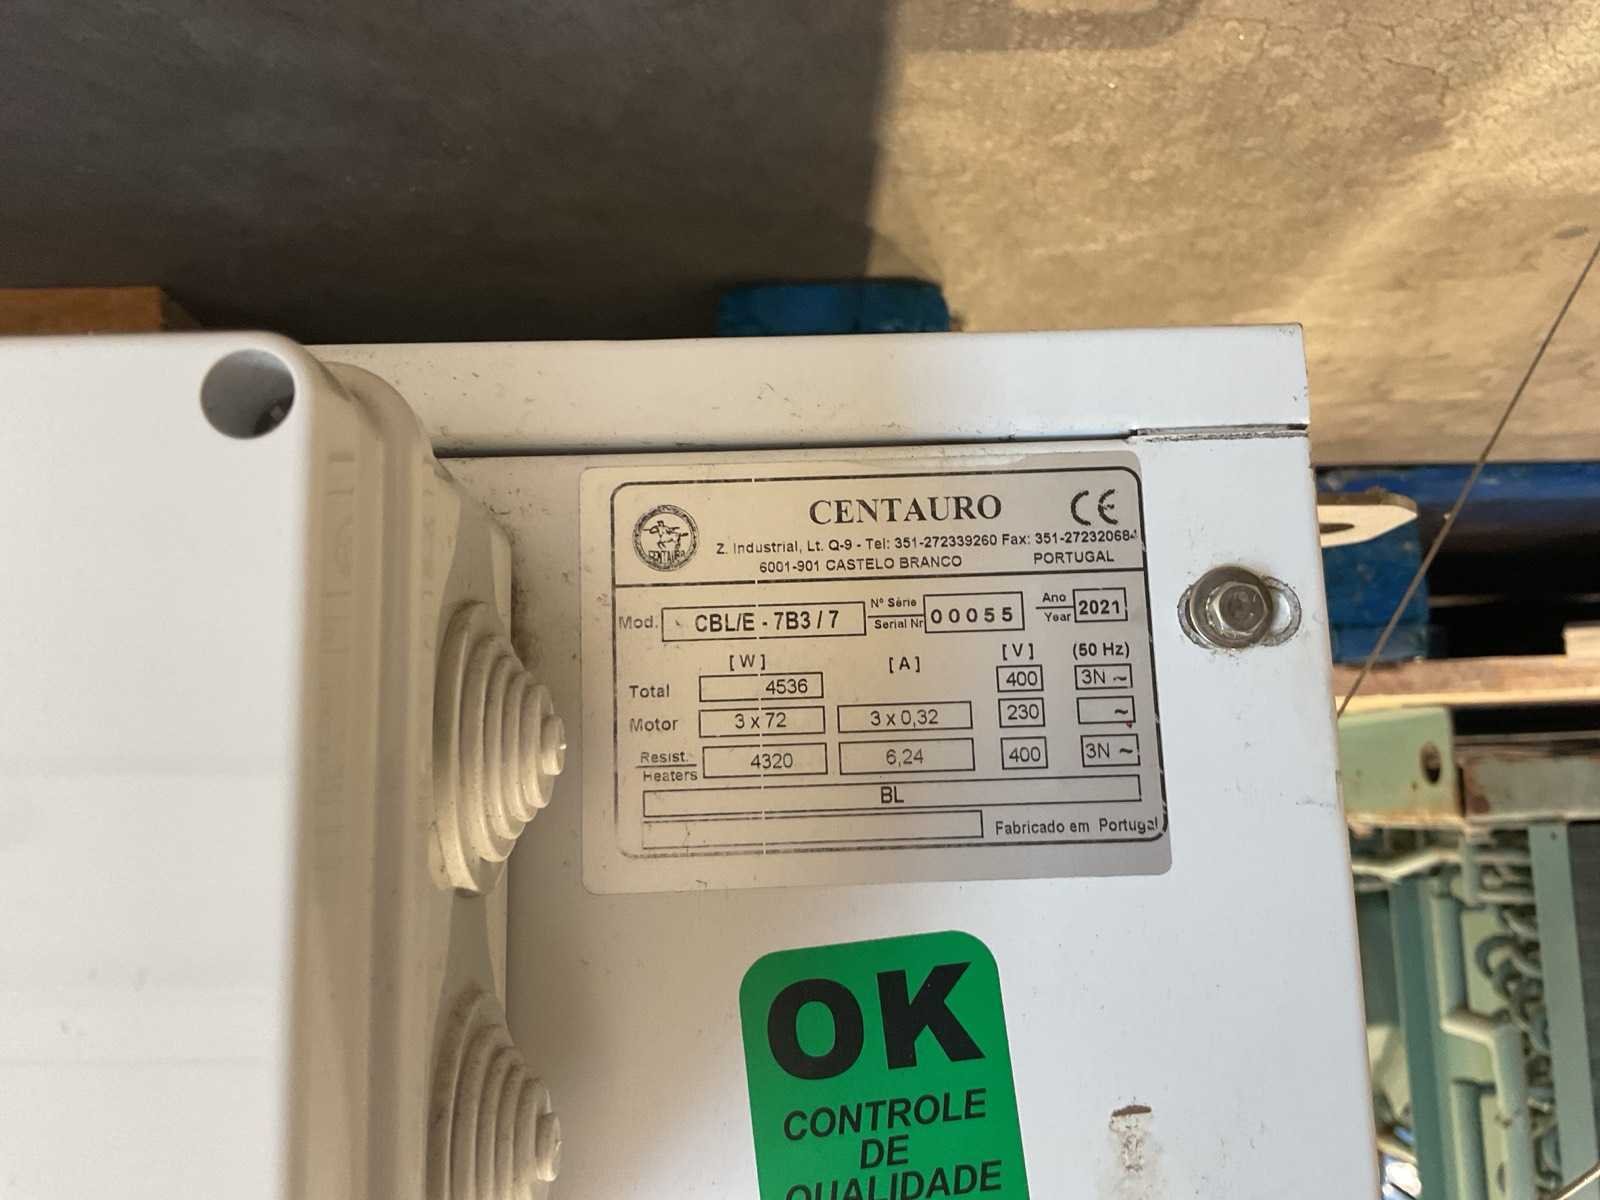 CENTAURO CE
CENTAURO
Z. Industrial, Lt. Q-9 - Tel: 351-272339260 Fax: 351-272320684
6001-901 CASTELO BRANCO PORTUGAL
Mod. CBL/E - 7B3 / 7 Nº Série Serial Nr 00055 Ano Year 2021
[ W ] [ A ] [ V ] (50 Hz)
Total 4536 400 3N ~
Motor 3 x 72 3 x 0,32 230 ~
Resist. Heaters 4320 6,24 400 3N ~
BL
Fabricado em Portugal
OK
CONTROLE
DE
QUALIDADE